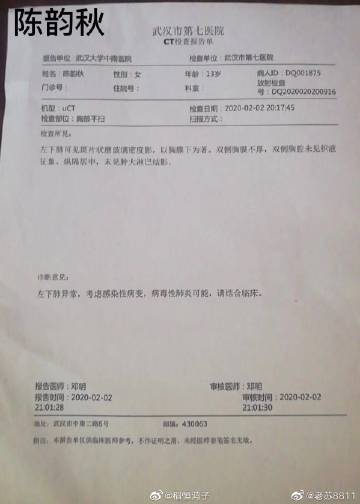 陈韵秋
武汉市第七医院
CT检查报告单
报告单位：武汉大学中南医院 检查单位：武汉市第七医院
姓名：陈韵秋 性别：女 年龄：13岁 病人ID：DQ001875
门诊号： 住院号： 科室： 放射检查号：DQ2020020200916
机型：uCT 检查日期：2020-02-02 20:17:45
检查部位：胸部平扫 扫描方式：
检查所见：
左下肺可见斑片状磨玻璃密度影，以胸膜下为著。双侧胸膜不厚，双侧胸腔未见积液
征象。纵隔居中，未见肿大淋巴结影。
诊断意见：
左下肺异常，考虑感染性病变，病毒性肺炎可能，请结合临床。
报告医师：邓明 审核医师：邓明
报告时间：2020-02-02 审核时间：2020-02-02
21:01:28 21:01:30
地址：武汉市中南二路6号 邮编：430063
附注：本报告单仅供临床医师参考，不作证明之需，未经医师审笔签名无效。
@老苏8811